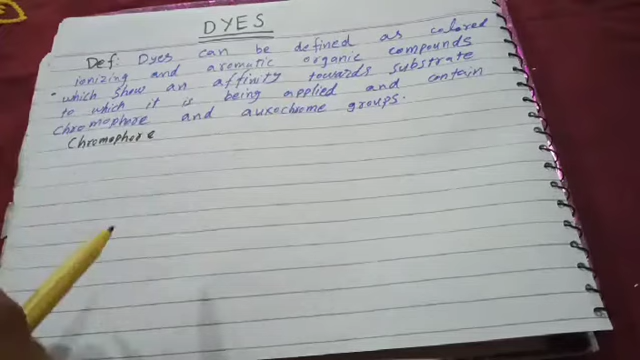 DYES
Def: Dyes can be defined as colored
ionizing and aromatic organic compounds
which show an affinity towards substrate
to which it is being applied and contain
chromophore and auxochrome groups.
Chromophore